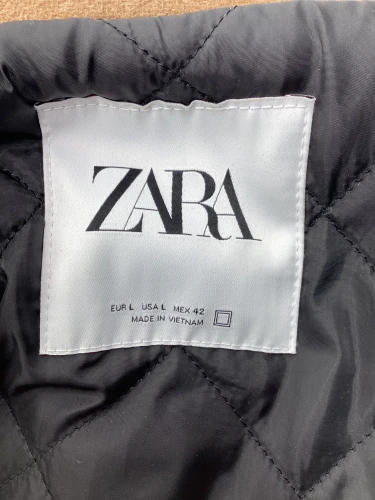 ZARA
EUR L USA L MEX 42
MADE IN VIETNAM